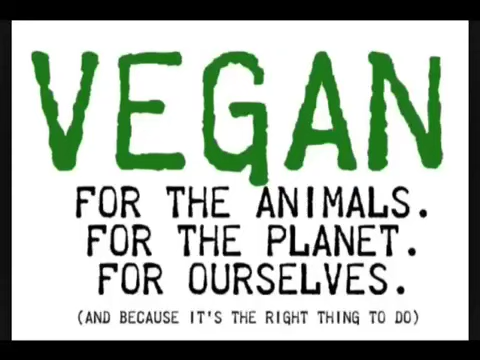 VEGAN
FOR THE ANIMALS.
FOR THE PLANET.
FOR OURSELVES.
(AND BECAUSE IT'S THE RIGHT THING TO DO)